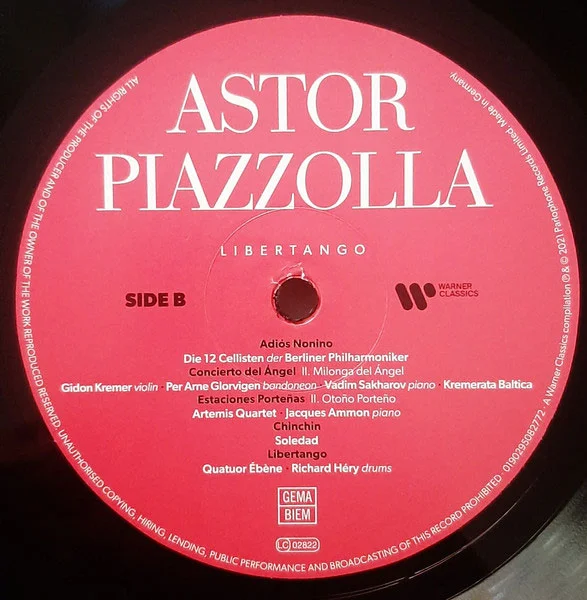 ASTOR
PIAZZOLLA
LIBERTANGO
SIDE B
WARNER
CLASSICS
Adiós Nonino
Die 12 Cellisten der Berliner Philharmoniker
Concierto del Ángel II. Milonga del Ángel
Gidon Kremer violin · Per Arne Glorvigen bandoneon · Vadim Sakharov piano · Kremerata Baltica
Estaciones Porteñas II. Otoño Porteño
Artemis Quartet · Jacques Ammon piano
Chinchin
Soledad
Libertango
Quatuor Ébène · Richard Héry drums
GEMA
BIEM
LC 02822
ALL RIGHTS OF THE PRODUCER AND OF THE OWNER OF THE WORK REPRODUCED RESERVED. UNAUTHORISED COPYING, HIRING, LENDING, PUBLIC PERFORMANCE AND BROADCASTING OF THIS RECORD PROHIBITED · 0190295082772 · A Warner Classics compilation ℗ & © 2021 Parlophone Records Limited. Made in Germany.